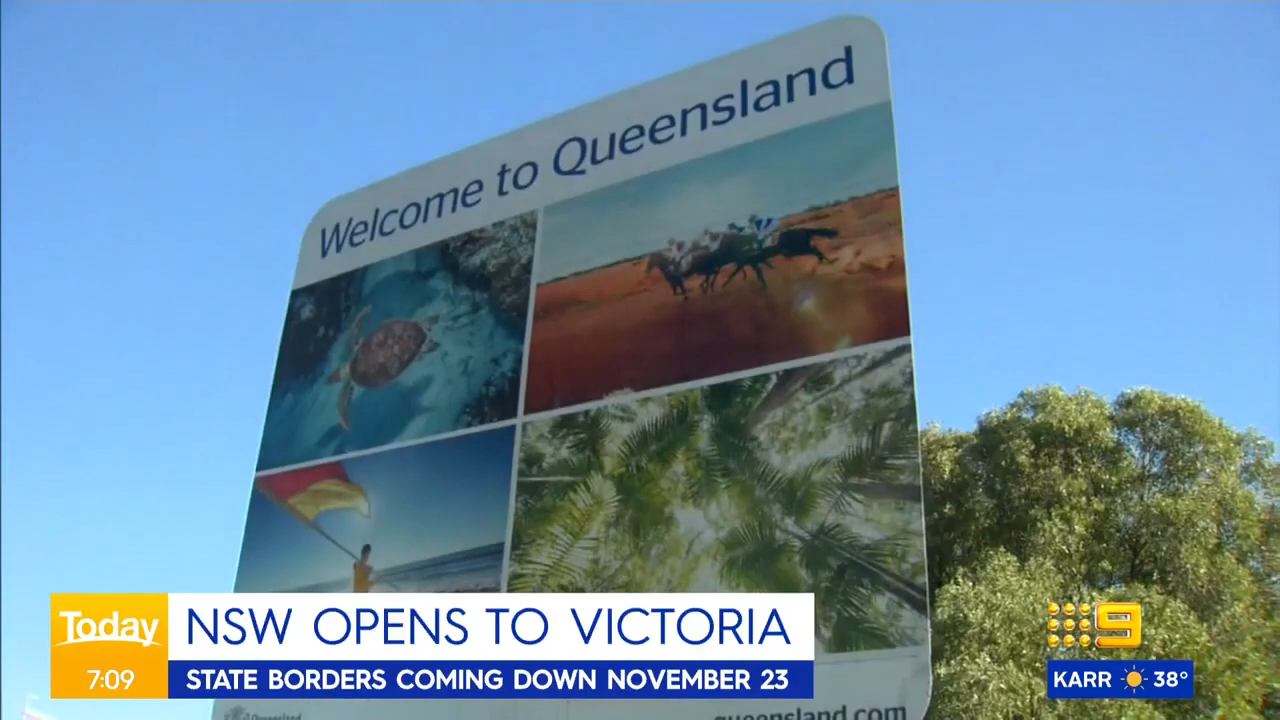 Welcome to Queensland
Queensland
queensland.com
Today
7:09
NSW OPENS TO VICTORIA
STATE BORDERS COMING DOWN NOVEMBER 23
9
KARR 38°